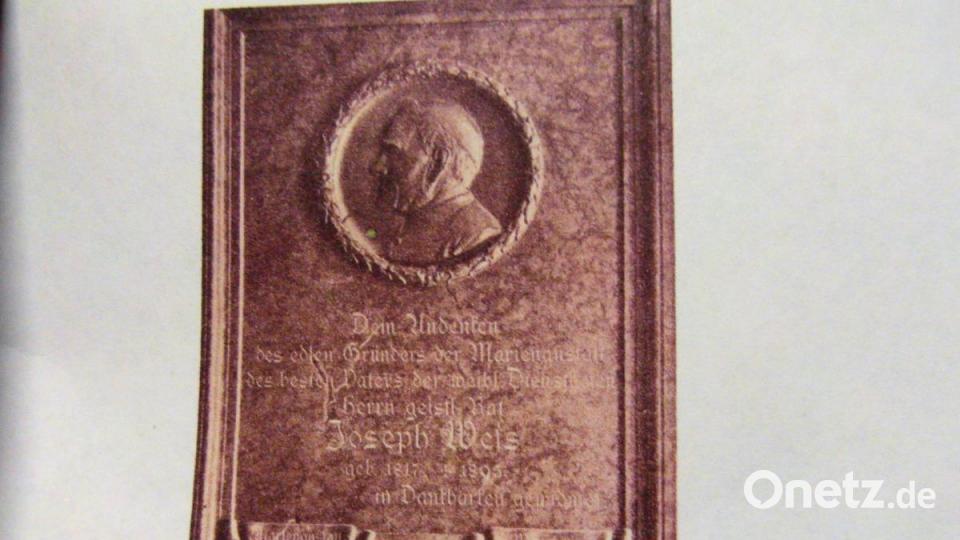 Dem Andenken
des edlen Gründers der Marienanstalt
des besten Vaters der weibl. Dienstboten
Herrn geistl. Rat
Joseph Weis
geb. 1817 † 1895
in Dankbarkeit gewidmet
Onetz.de